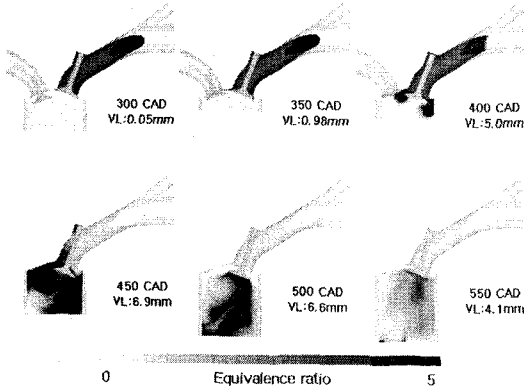 300 CAD
VL:0.05mm
350 CAD
VL:0.98mm
400 CAD
VL:5.0mm
450 CAD
VL:6.9mm
500 CAD
VL:6.6mm
550 CAD
VL:4.1mm
0 Equivalence ratio 5